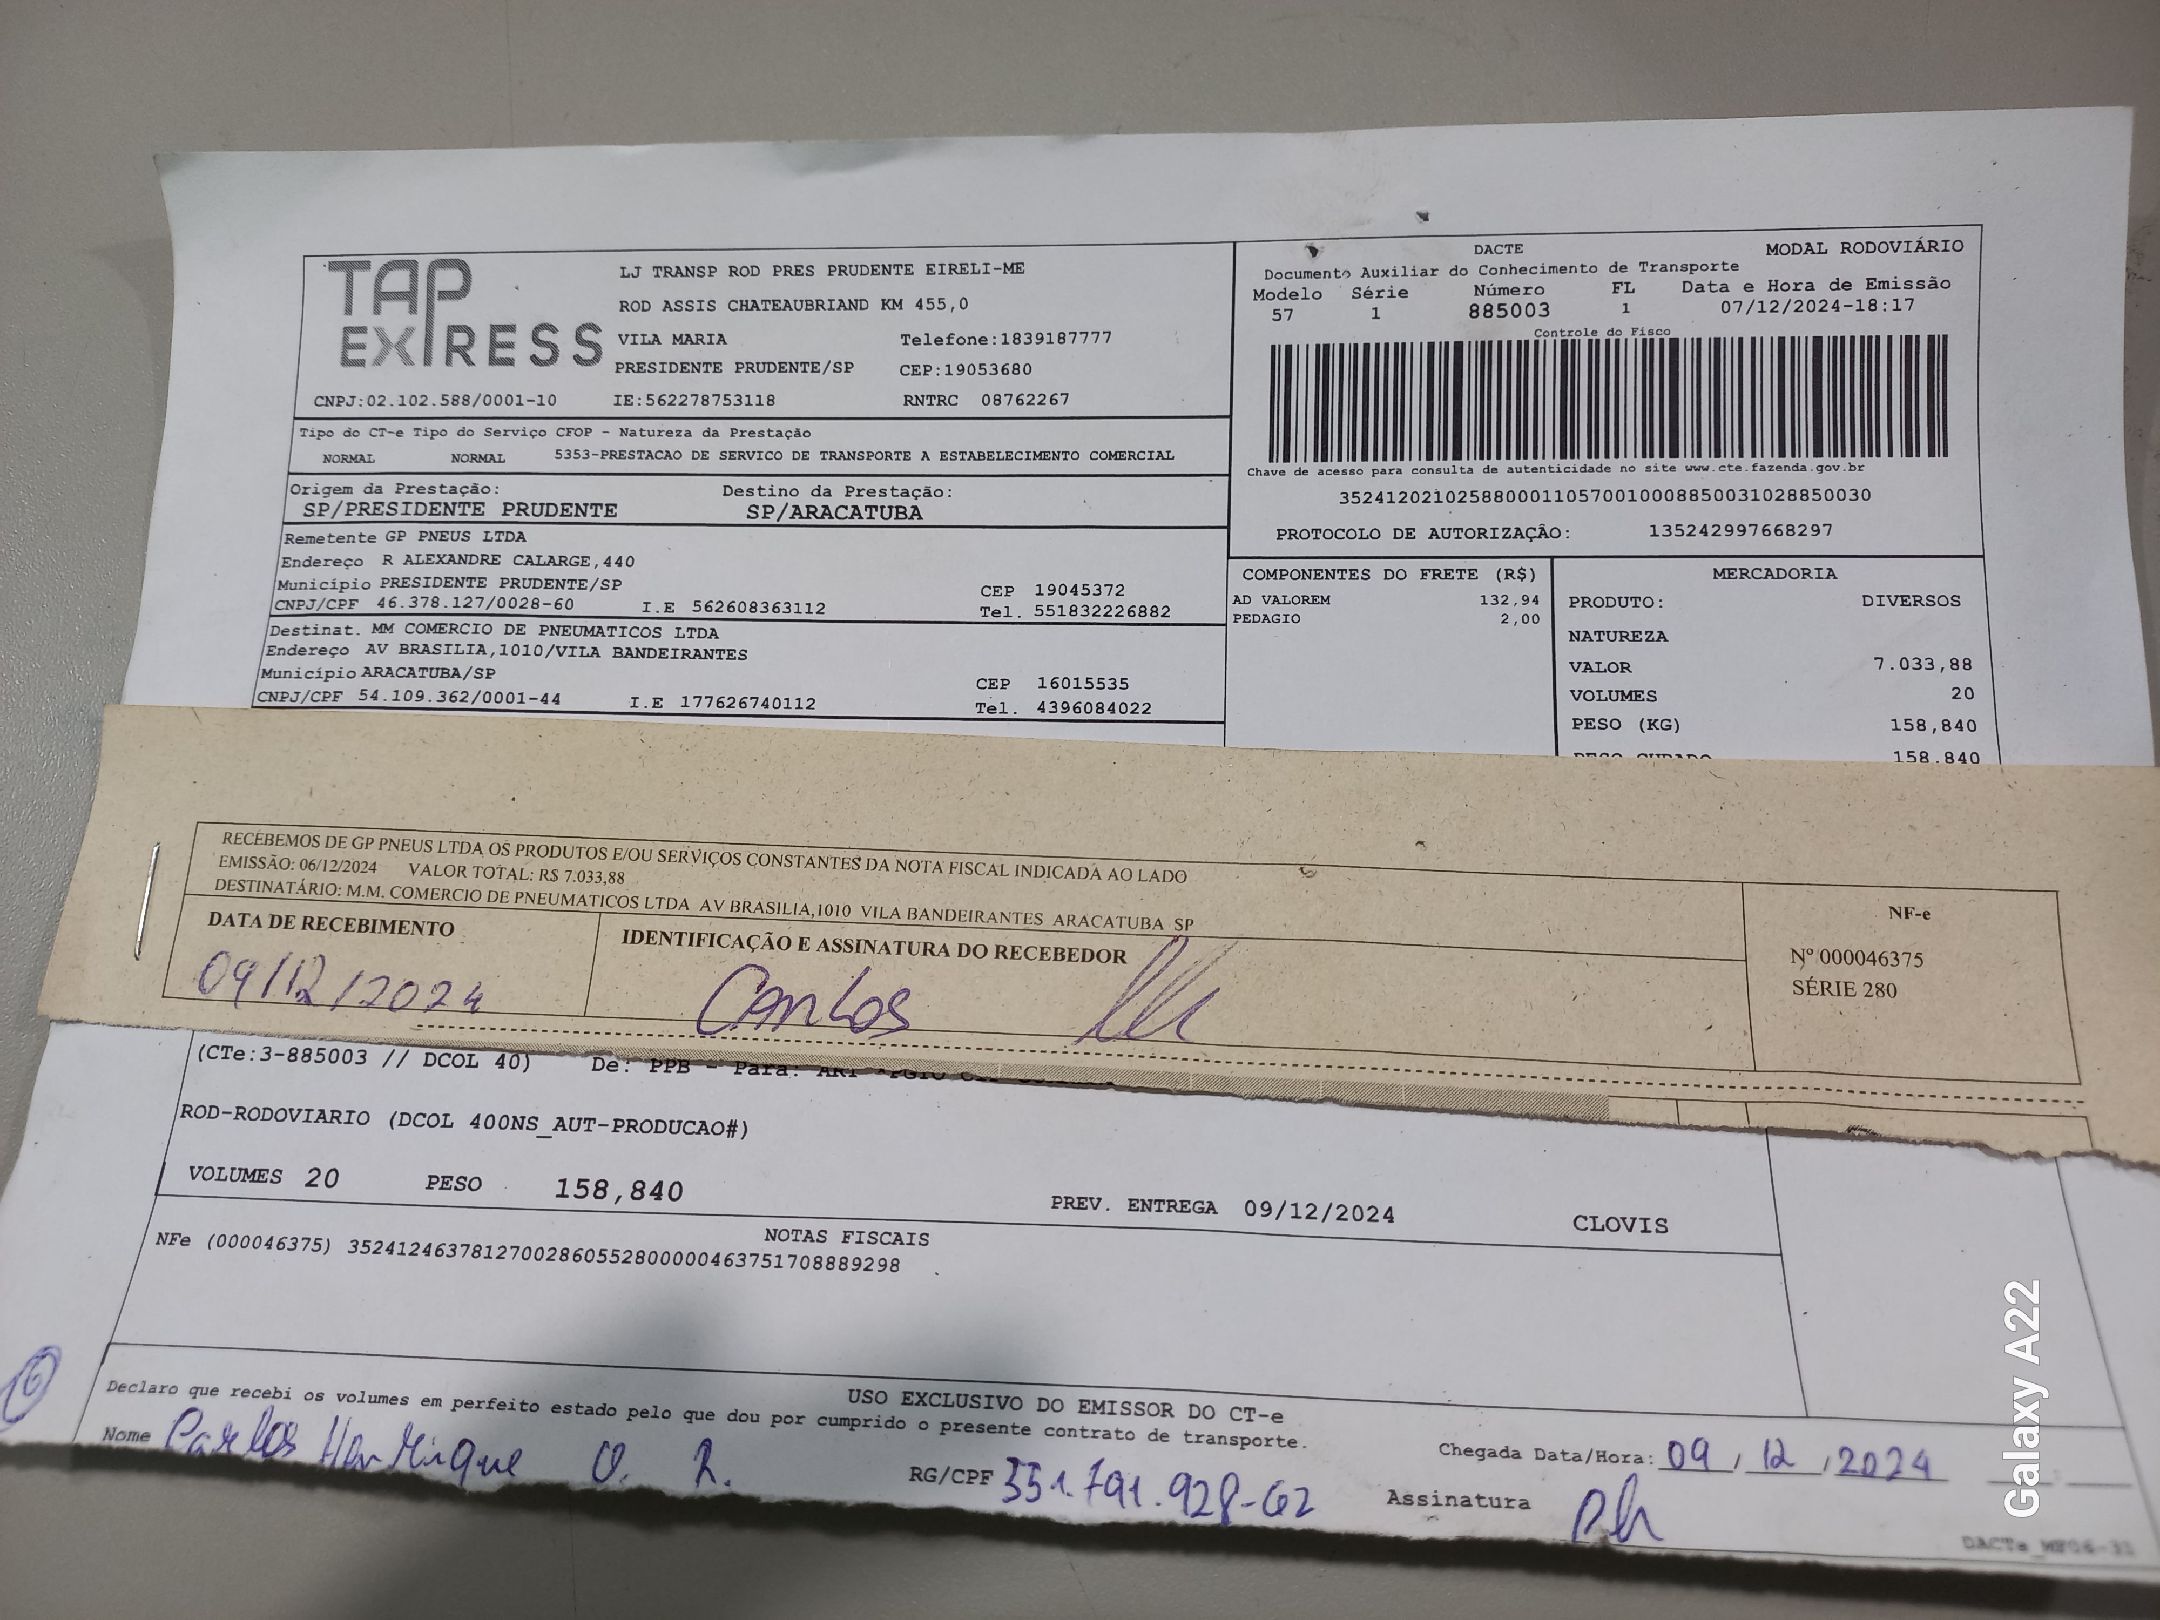 TAP EXPRESS
LJ TRANSP ROD PRES PRUDENTE EIRELI-ME
ROD ASSIS CHATEAUBRIAND KM 455,0
VILA MARIA Telefone:1839187777
PRESIDENTE PRUDENTE/SP CEP:19053680
CNPJ:02.102.588/0001-10 IE:562278753118 RNTRC 08762267
DACTE MODAL RODOVIÁRIO
Documento Auxiliar do Conhecimento de Transporte
Modelo Série Número FL Data e Hora de Emissão
57 1 885003 1 07/12/2024-18:17
Controle do Fisco
Chave de acesso para consulta de autenticidade no site www.cte.fazenda.gov.br
35241202102588000110570010008850031028850030
PROTOCOLO DE AUTORIZAÇÃO: 135242997668297
Tipo do CT-e Tipo do Serviço CFOP - Natureza da Prestação
NORMAL NORMAL 5353-PRESTACAO DE SERVICO DE TRANSPORTE A ESTABELECIMENTO COMERCIAL
Origem da Prestação: Destino da Prestação:
SP/PRESIDENTE PRUDENTE SP/ARACATUBA
Remetente GP PNEUS LTDA
Endereço R ALEXANDRE CALARGE,440
Município PRESIDENTE PRUDENTE/SP CEP 19045372
CNPJ/CPF 46.378.127/0028-60 I.E 562608363112 Tel. 551832226882
Destinat. MM COMERCIO DE PNEUMATICOS LTDA
Endereço AV BRASILIA,1010/VILA BANDEIRANTES
Município ARACATUBA/SP CEP 16015535
CNPJ/CPF 54.109.362/0001-44 I.E 177626740112 Tel. 4396084022
COMPONENTES DO FRETE (R$)
AD VALOREM 132,94
PEDAGIO 2,00
MERCADORIA
PRODUTO: DIVERSOS
NATUREZA
VALOR 7.033,88
VOLUMES 20
PESO (KG) 158,840
158,840
RECEBEMOS DE GP PNEUS LTDA OS PRODUTOS E/OU SERVIÇOS CONSTANTES DA NOTA FISCAL INDICADA AO LADO
EMISSÃO: 06/12/2024 VALOR TOTAL: R$ 7.033,88
DESTINATÁRIO: M.M. COMERCIO DE PNEUMATICOS LTDA AV BRASILIA,1010 VILA BANDEIRANTES ARACATUBA SP
DATA DE RECEBIMENTO IDENTIFICAÇÃO E ASSINATURA DO RECEBEDOR
09/12/2024 Carlos
NF-e
Nº 000046375
SÉRIE 280
(CTe:3-885003 // DCOL 40) De: PPB - Para:
ROD-RODOVIARIO (DCOL 400NS_AUT-PRODUCAO#)
VOLUMES 20 PESO 158,840 PREV. ENTREGA 09/12/2024 CLOVIS
NOTAS FISCAIS
NFe (000046375) 35241246378127002860552800000463751708889298
USO EXCLUSIVO DO EMISSOR DO CT-e
Declaro que recebi os volumes em perfeito estado pelo que dou por cumprido o presente contrato de transporte.
Nome Carlos Henrique O. R. RG/CPF 351.791.928-62 Chegada Data/Hora: 09/12/2024
Assinatura
Galaxy A22